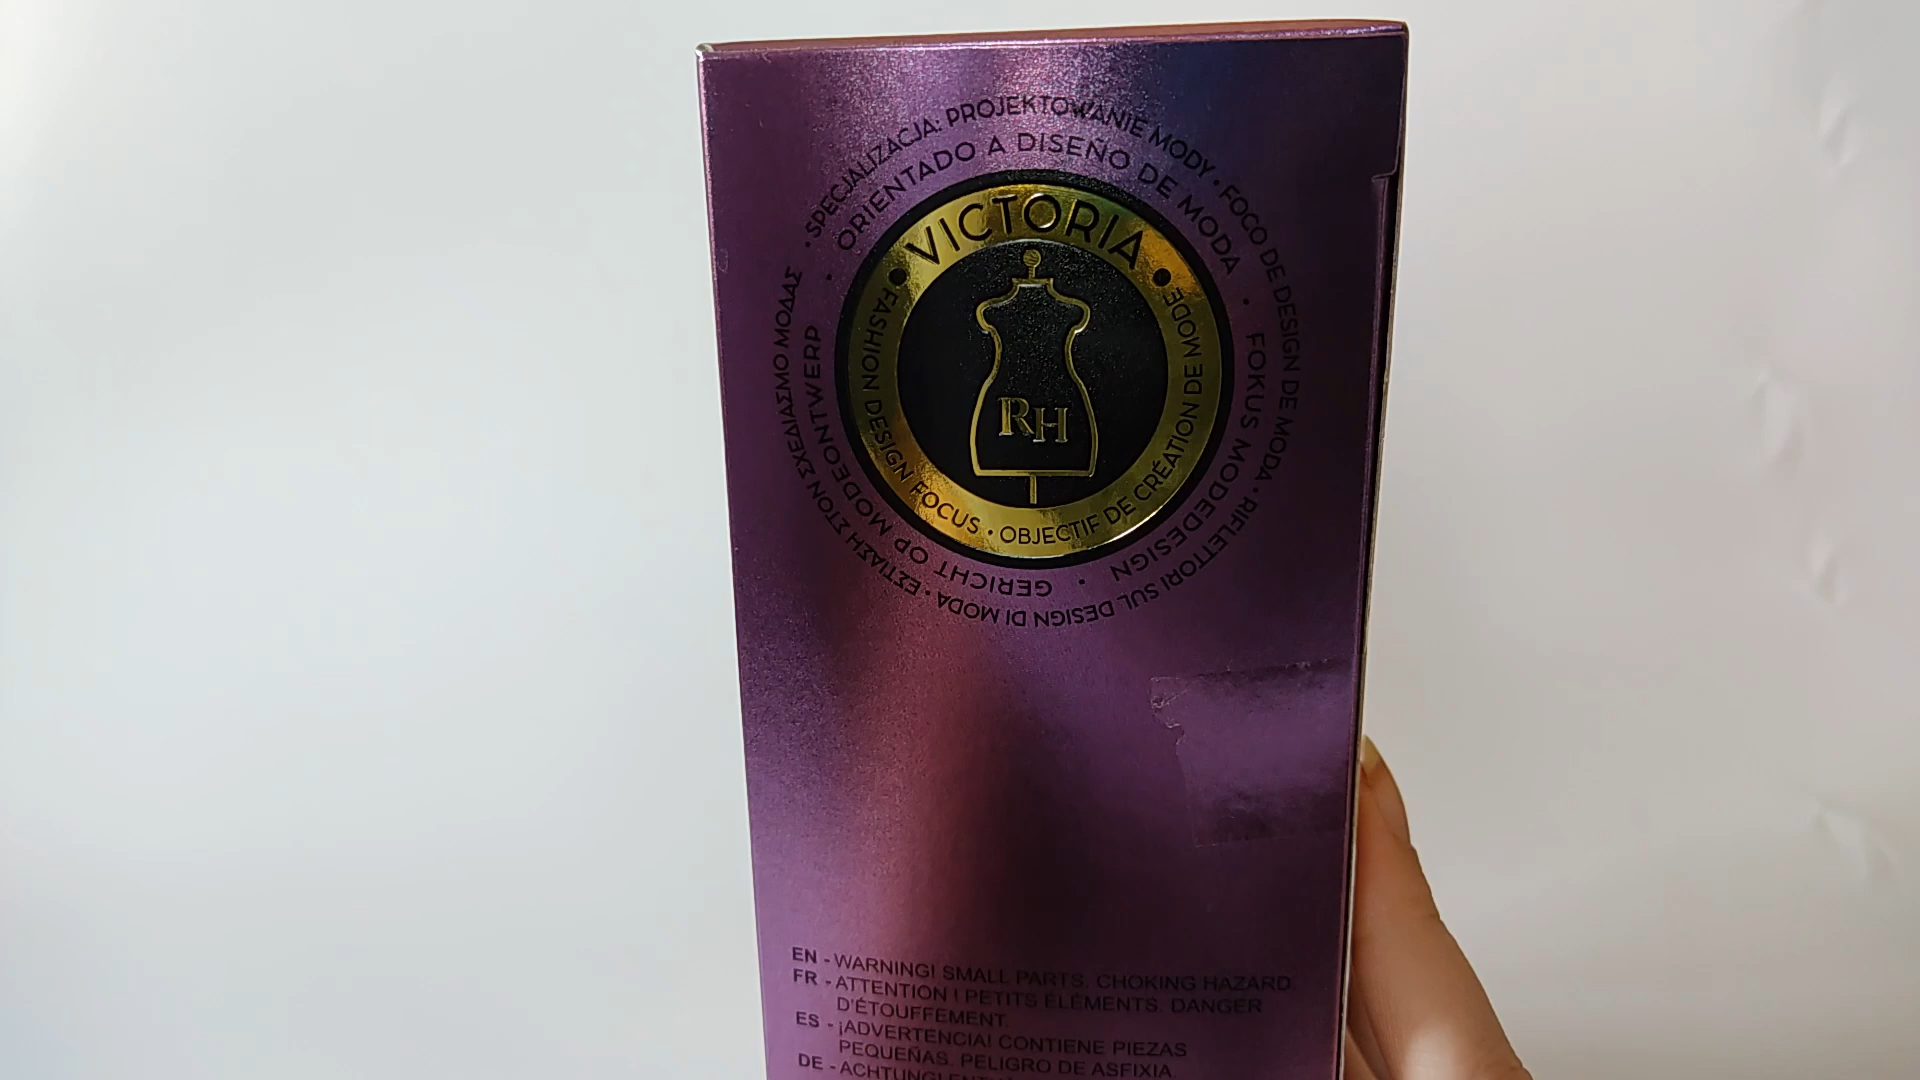 • SPECJALIZACJA: PROJEKTOWANIE MODY • FOCO DE DESIGN DE MODA • RIFLETTORI SUL DESIGN DI MODA • ΕΣΤΙΑΣΗ ΣΤΟΝ ΣΧΕΔΙΑΣΜΟ ΜΟΔΑΣ
• ORIENTADO A DISEÑO DE MODA • FOKUS MODEDESIGN • GERICHT OP MODEONTWERP
• VICTORIA •
FASHION DESIGN FOCUS • OBJECTIF DE CRÉATION DE MODE
RH
EN - WARNING! SMALL PARTS. CHOKING HAZARD
FR - ATTENTION ! PETITS ÉLÉMENTS. DANGER
D'ÉTOUFFEMENT.
ES - ¡ADVERTENCIA! CONTIENE PIEZAS
PEQUEÑAS. PELIGRO DE ASFIXIA.
DE - ACHTUNG!